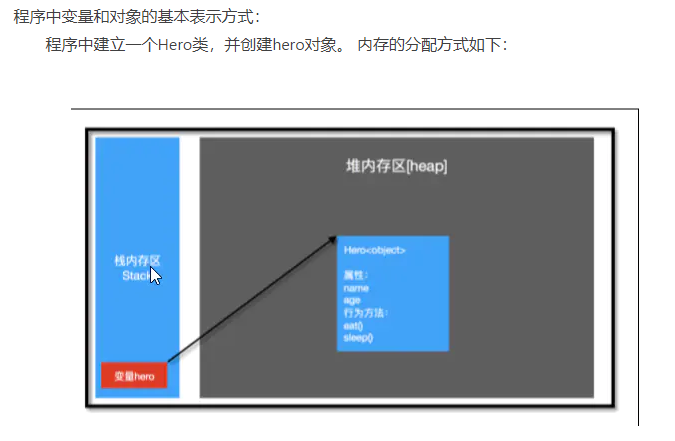 程序中变量和对象的基本表示方式：
程序中建立一个Hero类，并创建hero对象。 内存的分配方式如下：
堆内存区[heap]
栈内存区
Stack
Hero<object>
属性：
name
age
行为方法：
eat()
sleep()
变量hero